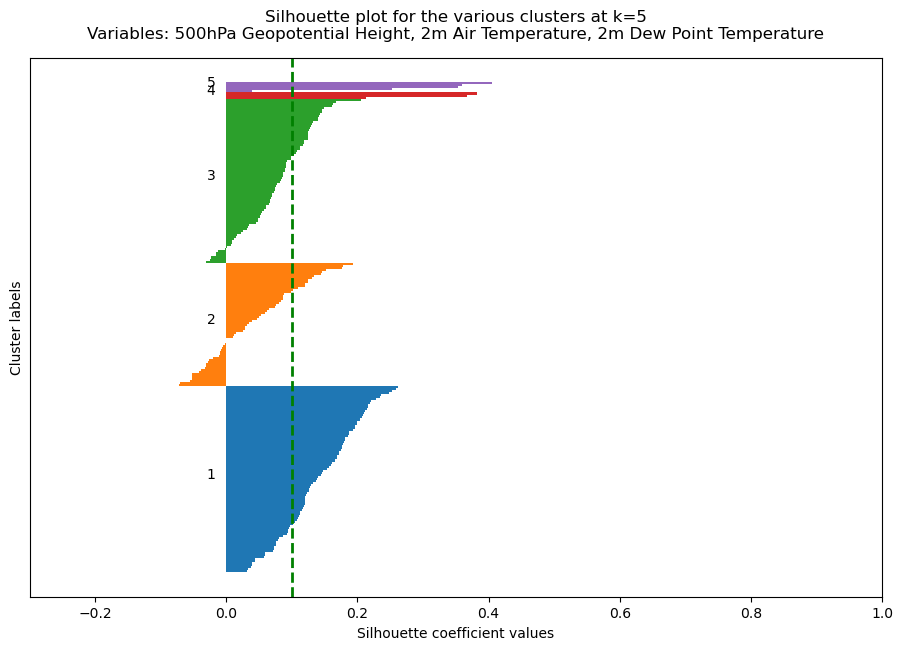 Silhouette plot for the various clusters at k=5
Variables: 500hPa Geopotential Height, 2m Air Temperature, 2m Dew Point Temperature
5
4
3
2
1
Cluster labels
−0.2 0.0 0.2 0.4 0.6 0.8 1.0
Silhouette coefficient values